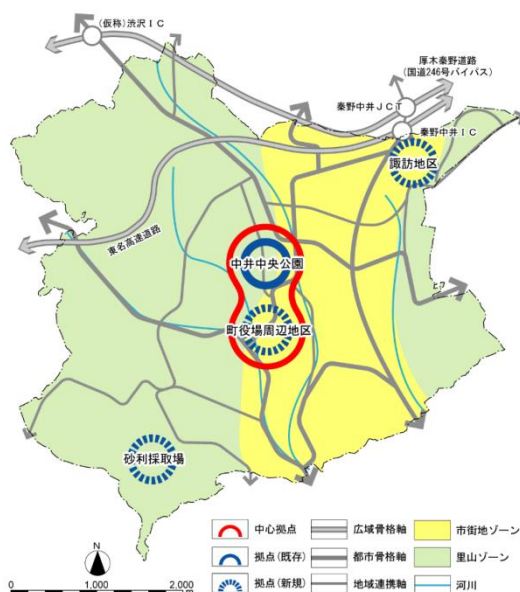 (仮称)渋沢IC
厚木秦野道路
(国道246号バイパス)
秦野中井JCT
秦野中井IC
諏訪地区
東名高速道路
中井中央公園
町役場周辺地区
砂利採取場
中心拠点
広域骨格軸
市街地ゾーン
拠点(既存)
都市骨格軸
里山ゾーン
拠点(新規)
地域連携軸
河川
N
0 1,000 2,000
m